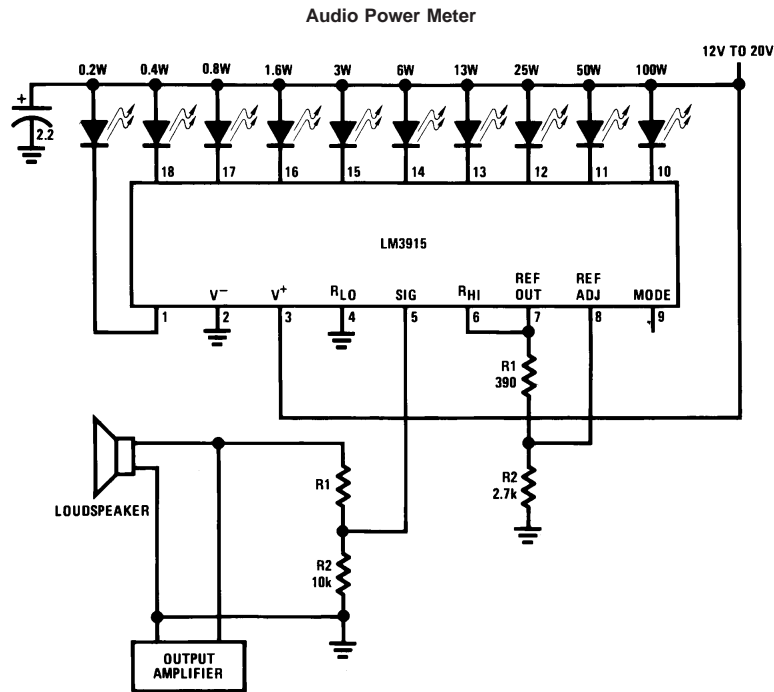 Audio Power Meter
12V TO 20V
0.2W 0.4W 0.8W 1.6W 3W 6W 13W 25W 50W 100W
+
2.2
18 17 16 15 14 13 12 11 10
LM3915
V− V+ RLO SIG RHI REF OUT REF ADJ MODE
1 2 3 4 5 6 7 8 9
R1
390
R2
2.7k
R1
LOUDSPEAKER
R2
10k
OUTPUT
AMPLIFIER